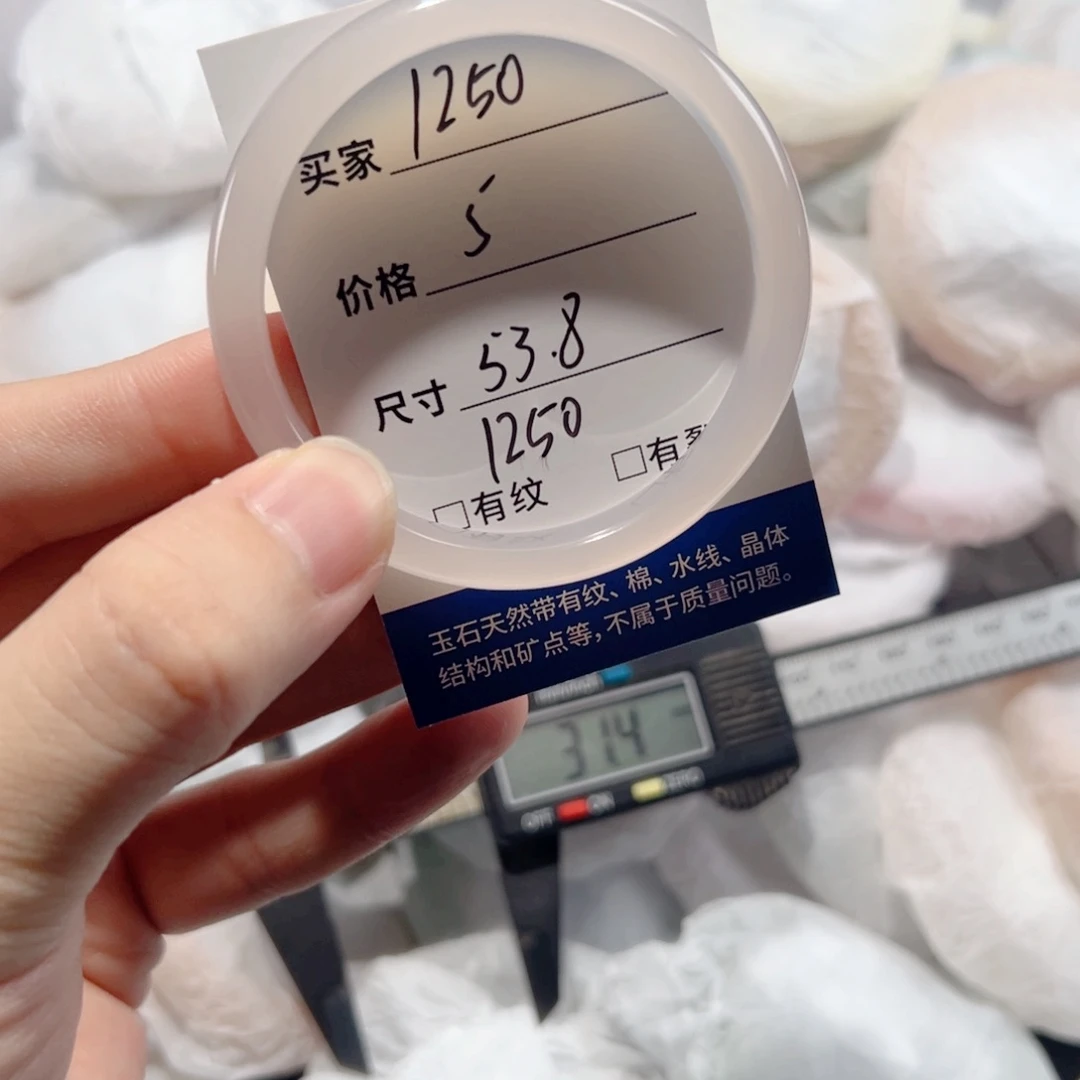 买家 1250
价格 5
尺寸 53.8
1250
□有纹 □有裂
玉石天然带有纹、棉、水线、晶体
结构和矿点等,不属于质量问题。
314